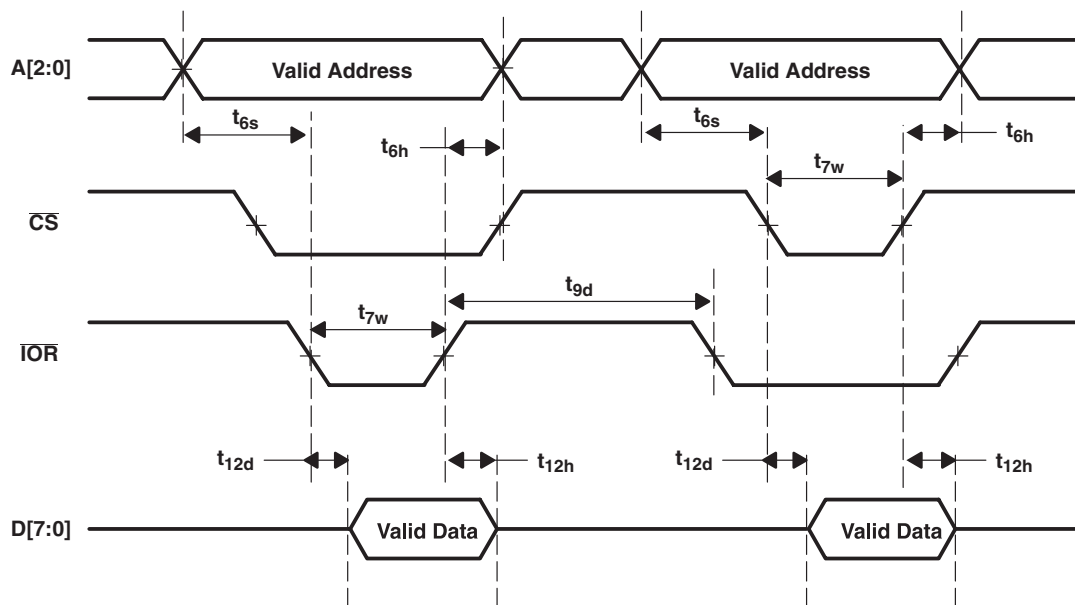 A[2:0]
Valid Address
Valid Address
t6s
t6h
t6s
t6h
t7w
CS
t9d
t7w
IOR
t12d
t12h
t12d
t12h
D[7:0]
Valid Data
Valid Data